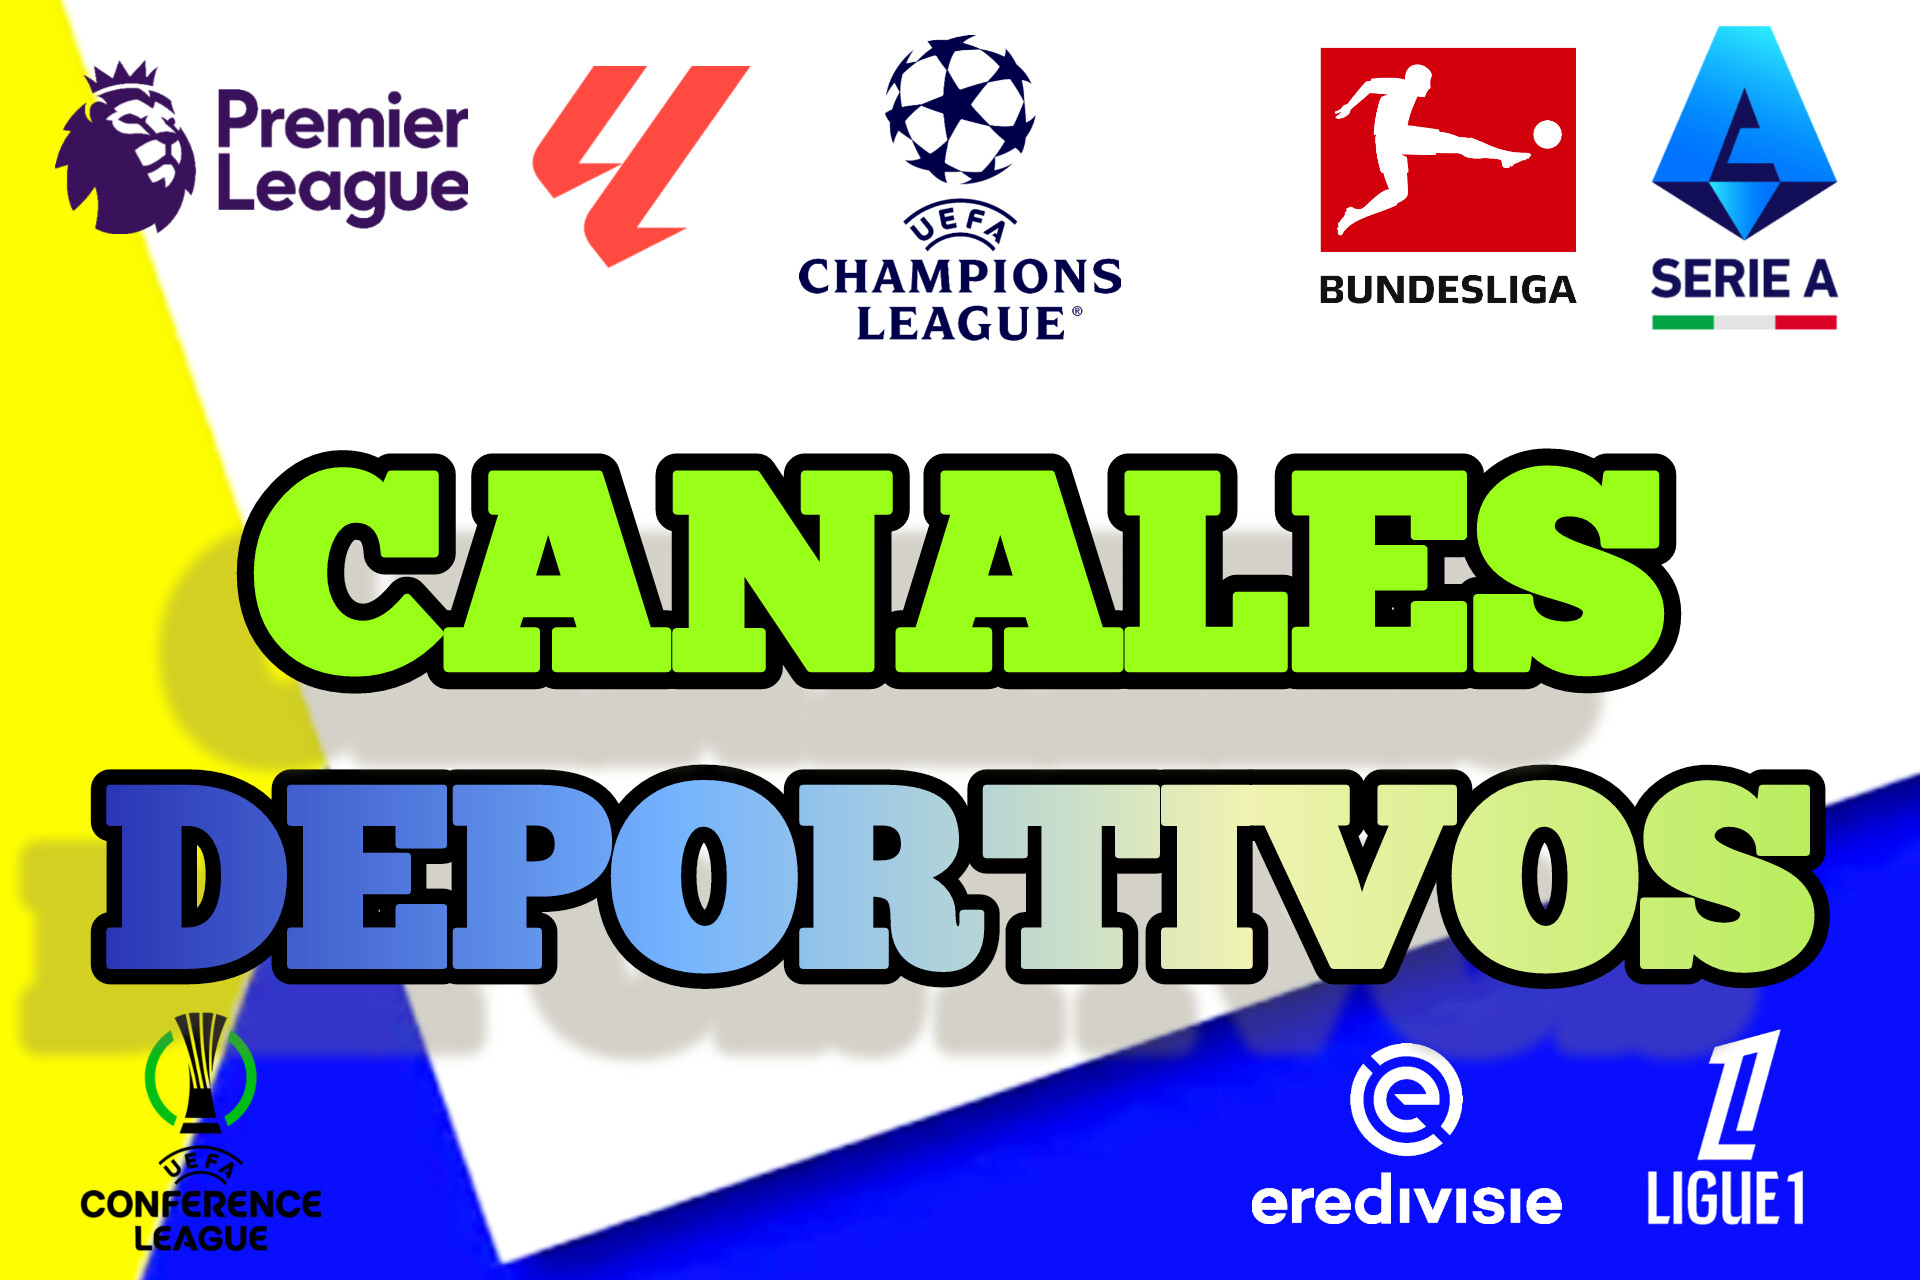 Premier
League
UEFA
CHAMPIONS
LEAGUE®
BUNDESLIGA
SERIE A
CANALES
DEPORTIVOS
UEFA
CONFERENCE
LEAGUE
eredivisie
LIGUE 1